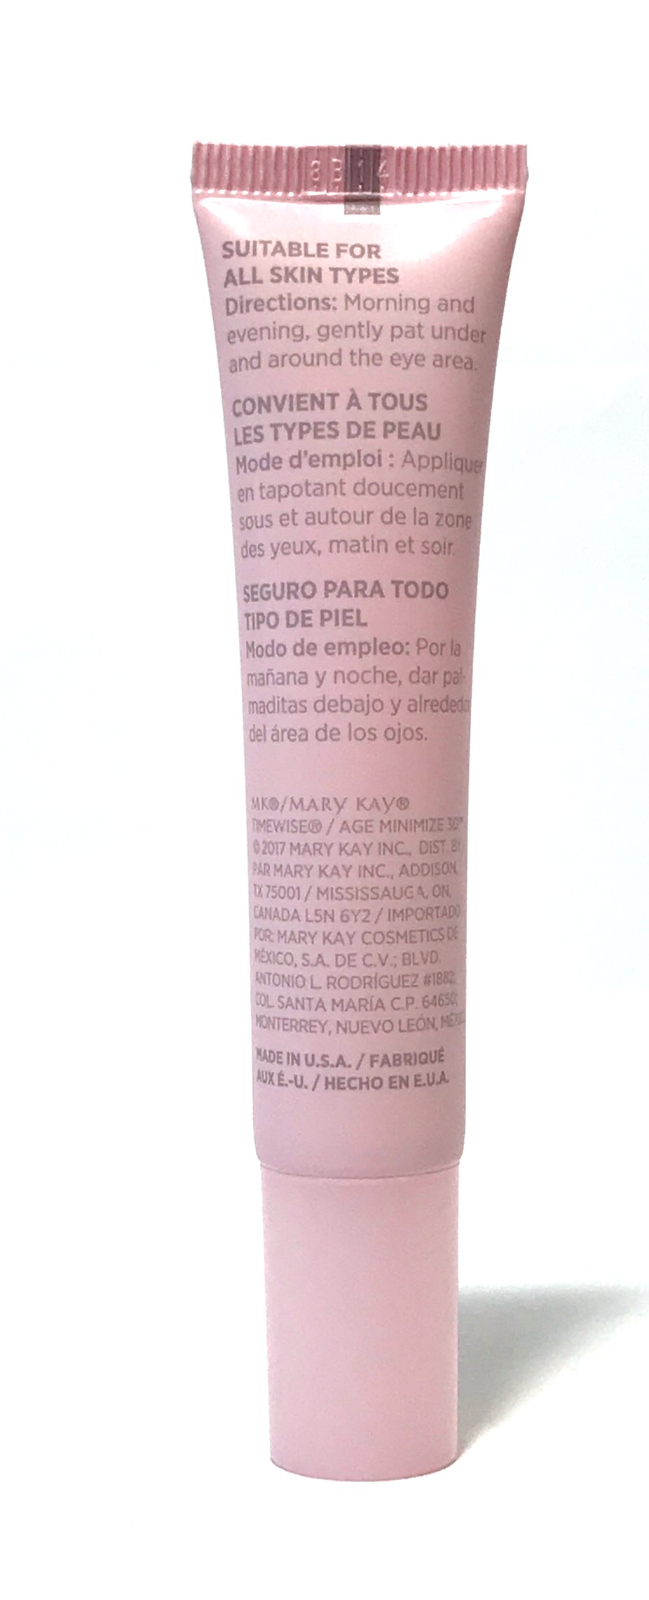 8B14
SUITABLE FOR
ALL SKIN TYPES
Directions: Morning and
evening, gently pat under
and around the eye area.
CONVIENT À TOUS
LES TYPES DE PEAU
Mode d'emploi : Appliquer
en tapotant doucement
sous et autour de la zone
des yeux, matin et soir.
SEGURO PARA TODO
TIPO DE PIEL
Modo de empleo: Por la
mañana y noche, dar pal-
maditas debajo y alrededor
del área de los ojos.
MK®/MARY KAY®
TIMEWISE® / AGE MINIMIZE 3D™
©2017 MARY KAY INC., DIST. BY/
PAR MARY KAY INC., ADDISON,
TX 75001 / MISSISSAUGA, ON,
CANADA L5N 6Y2 / IMPORTADO
POR: MARY KAY COSMETICS DE
MÉXICO, S.A. DE C.V.; BLVD.
ANTONIO L. RODRÍGUEZ #1882,
COL. SANTA MARÍA C.P. 64650;
MONTERREY, NUEVO LEÓN,
MADE IN U.S.A. / FABRIQUÉ
AUX É.-U. / HECHO EN E.U.A.